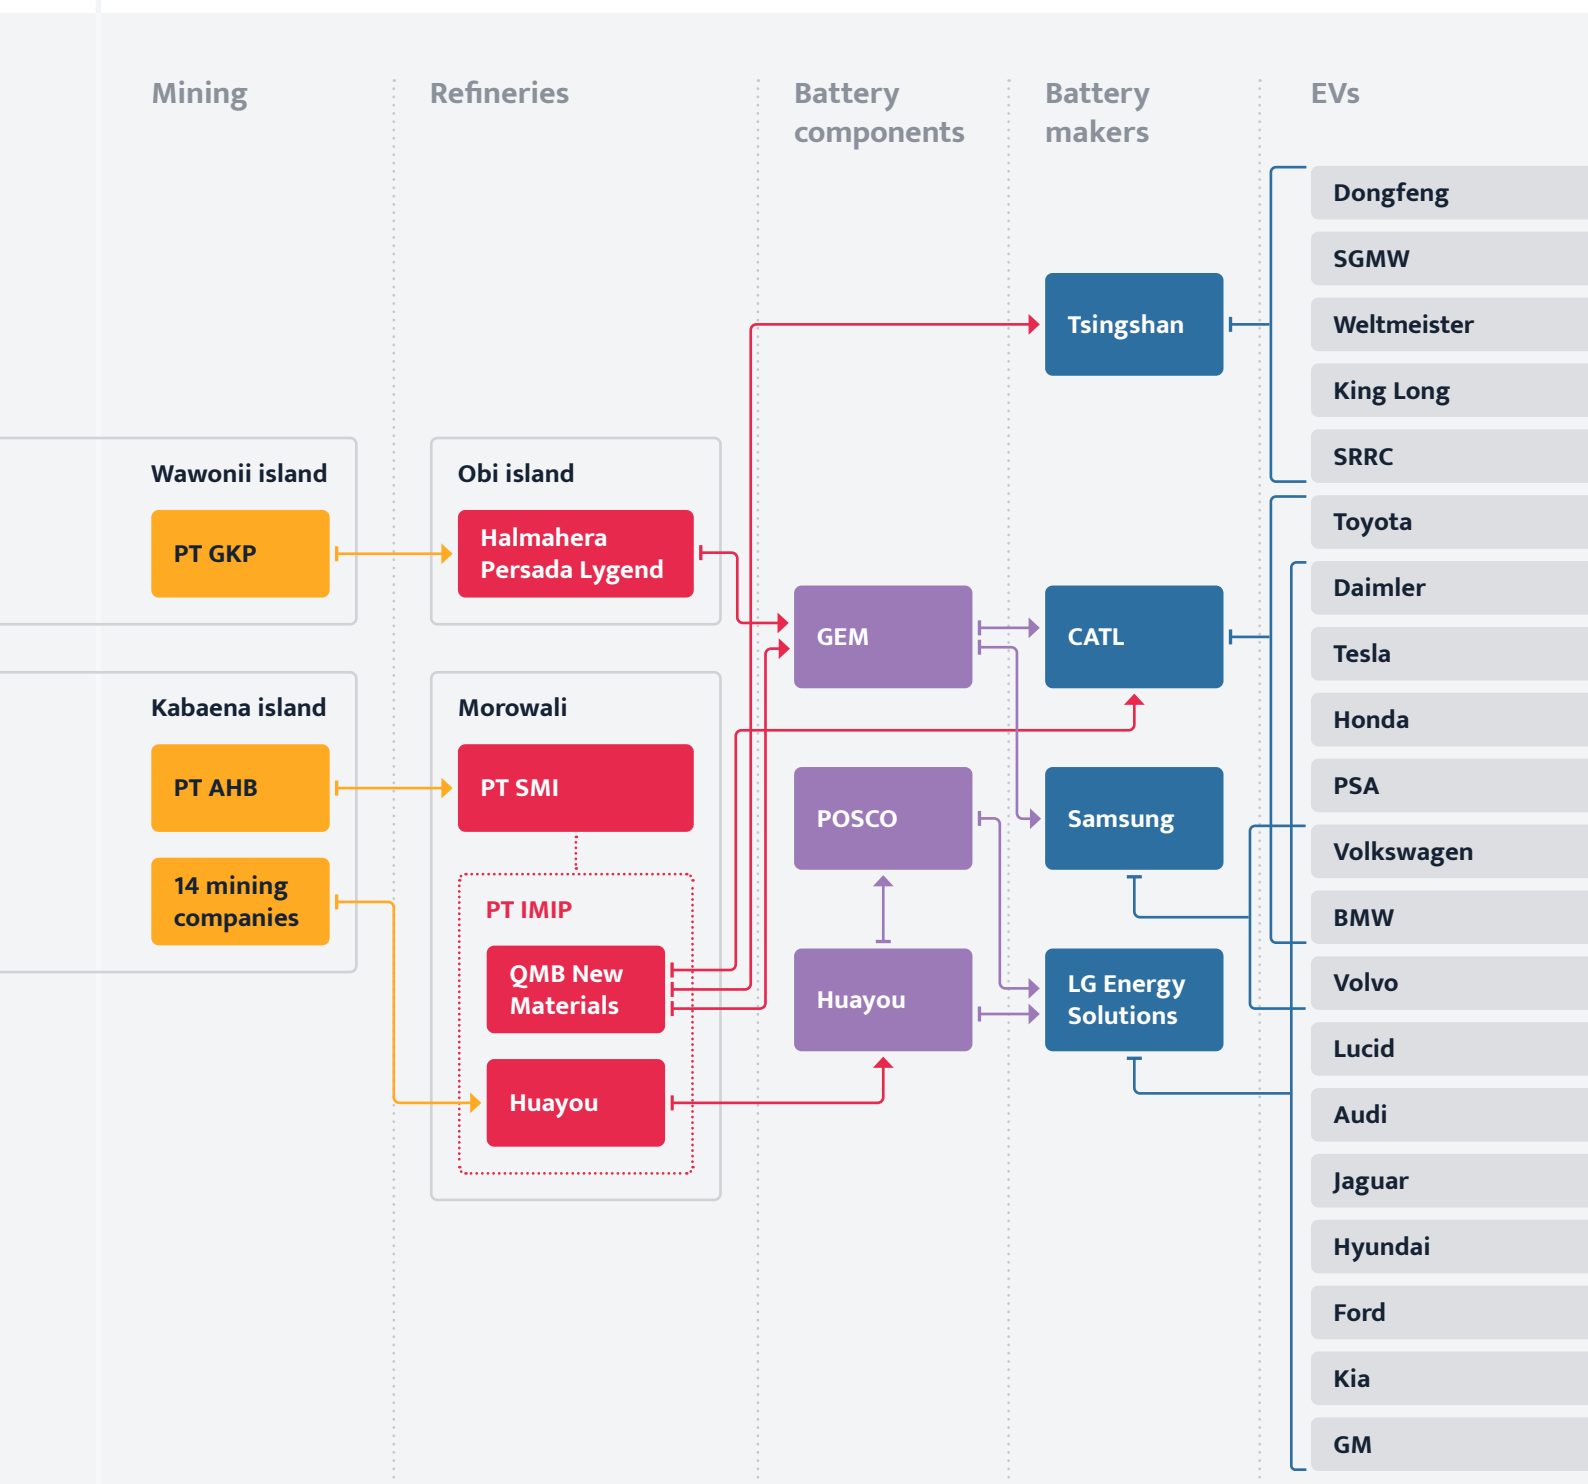 Mining
Refineries
Battery
components
Battery
makers
EVs
Wawonii island
PT GKP
Kabaena island
PT AHB
14 mining
companies
Obi island
Halmahera
Persada Lygend
Morowali
PT SMI
PT IMIP
QMB New
Materials
Huayou
GEM
POSCO
Huayou
Tsingshan
CATL
Samsung
LG Energy
Solutions
Dongfeng
SGMW
Weltmeister
King Long
SRRC
Toyota
Daimler
Tesla
Honda
PSA
Volkswagen
BMW
Volvo
Lucid
Audi
Jaguar
Hyundai
Ford
Kia
GM